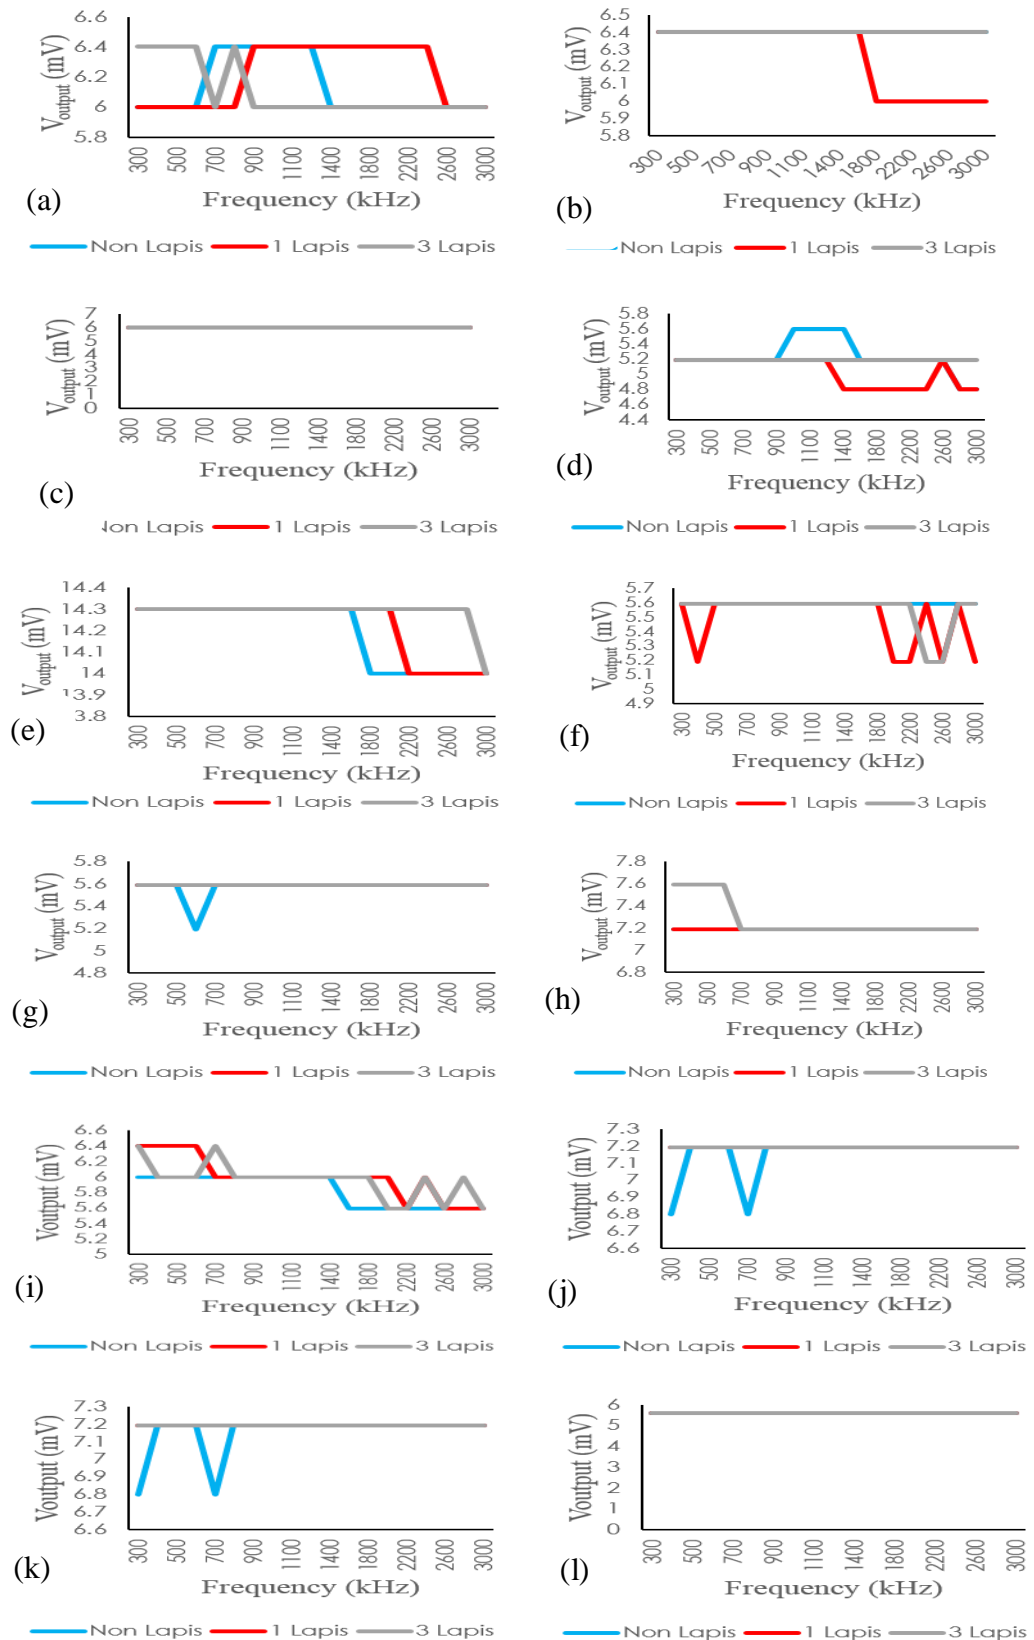 6.6
6.4
6.2
6
5.8
V_output (mV)
300 500 700 900 1100 1400 1800 2200 2600 3000
Frequency (kHz)
(a)
Non Lapis 1 Lapis 3 Lapis
6.5
6.4
6.3
6.2
6.1
6
5.9
5.8
V_output (mV)
300 500 700 900 1100 1400 1800 2200 2600 3000
Frequency (kHz)
(b)
Non Lapis 1 Lapis 3 Lapis
7
6
5
4
3
2
1
0
V_output (mV)
300 500 700 900 1100 1400 1800 2200 2600 3000
Frequency (kHz)
(c)
Non Lapis 1 Lapis 3 Lapis
5.8
5.6
5.4
5.2
5
4.8
4.6
4.4
V_output (mV)
300 500 700 900 1100 1400 1800 2200 2600 3000
Frequency (kHz)
(d)
Non Lapis 1 Lapis 3 Lapis
14.4
14.3
14.2
14.1
14
13.9
13.8
V_output (mV)
300 500 700 900 1100 1400 1800 2200 2600 3000
Frequency (kHz)
(e)
Non Lapis 1 Lapis 3 Lapis
5.7
5.6
5.5
5.4
5.3
5.2
5.1
5
4.9
V_output (mV)
300 500 700 900 1100 1400 1800 2200 2600 3000
Frequency (kHz)
(f)
Non Lapis 1 Lapis 3 Lapis
5.8
5.6
5.4
5.2
5
4.8
V_output (mV)
300 500 700 900 1100 1400 1800 2200 2600 3000
Frequency (kHz)
(g)
Non Lapis 1 Lapis 3 Lapis
7.8
7.6
7.4
7.2
7
6.8
V_output (mV)
300 500 700 900 1100 1400 1800 2200 2600 3000
Frequency (kHz)
(h)
Non Lapis 1 Lapis 3 Lapis
6.6
6.4
6.2
6
5.8
5.6
5.4
5.2
5
Voutput (mV)
300 500 700 900 1100 1400 1800 2200 2600 3000
Frequency (kHz)
(i)
Non Lapis 1 Lapis 3 Lapis
7.3
7.2
7.1
7
6.9
6.8
6.7
6.6
Voutput (mV)
300 500 700 900 1100 1400 1800 2200 2600 3000
Frequency (kHz)
(j)
Non Lapis 1 Lapis 3 Lapis
7.3
7.2
7.1
7
6.9
6.8
6.7
6.6
Voutput (mV)
300 500 700 900 1100 1400 1800 2200 2600 3000
Frequency (kHz)
(k)
Non Lapis 1 Lapis 3 Lapis
6
5
4
3
2
1
0
Voutput (mV)
300 500 700 900 1100 1400 1800 2200 2600 3000
Frequency (kHz)
(l)
Non Lapis 1 Lapis 3 Lapis